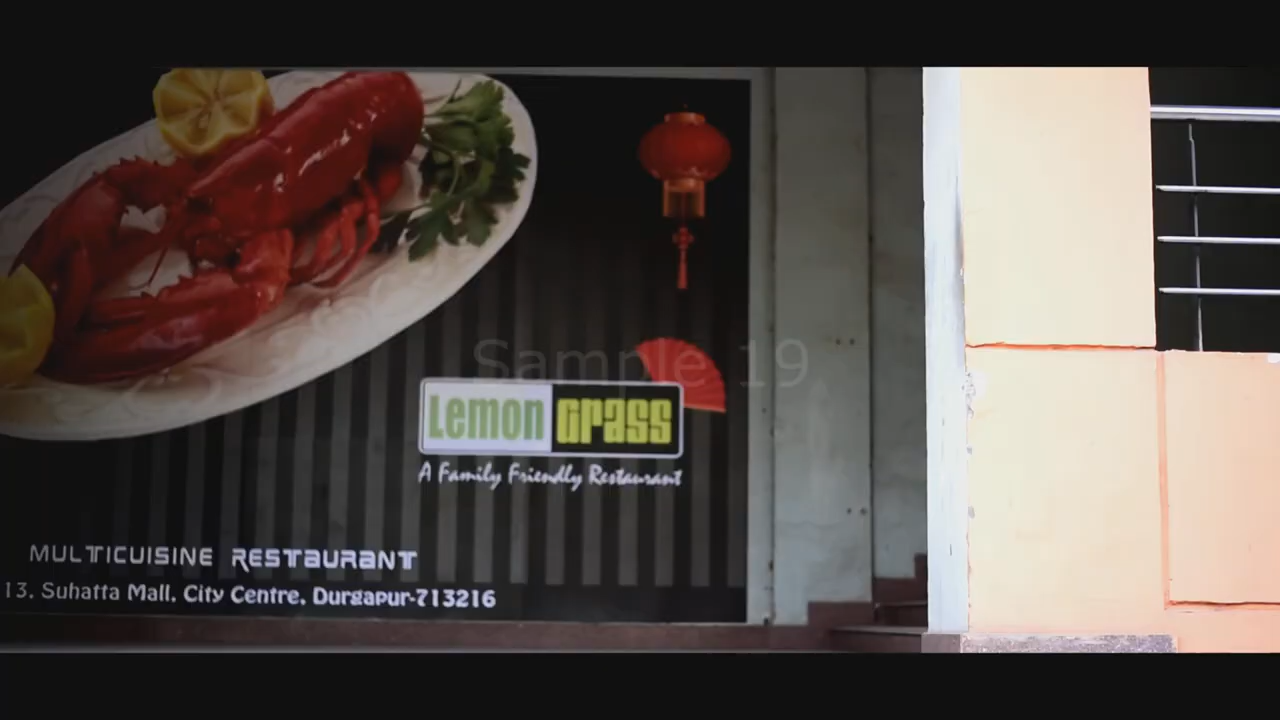 Sample 19
Lemon Grass
A Family Friendly Restaurant
MULTICUISINE RESTAURANT
13, Suhatta Mall, City Centre, Durgapur-713216